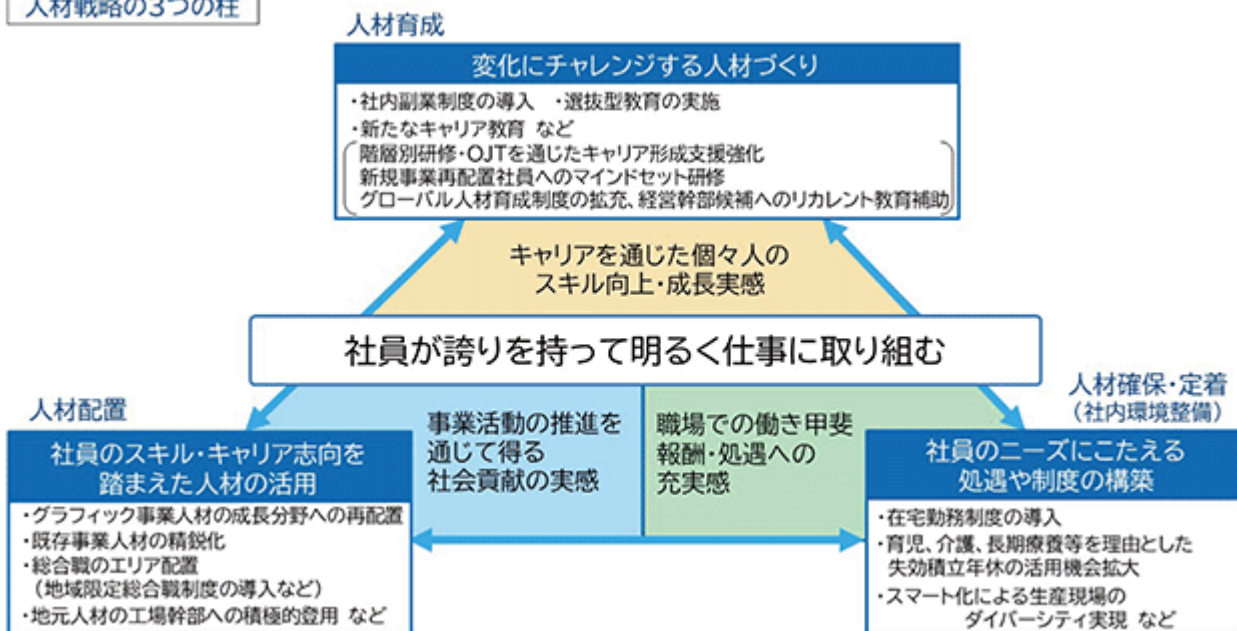 人材戦略の3つの柱
人材育成
変化にチャレンジする人材づくり
・社内副業制度の導入 ・選抜型教育の実施
・新たなキャリア教育 など
階層別研修・OJTを通じたキャリア形成支援強化
新規事業再配置社員へのマインドセット研修
グローバル人材育成制度の拡充、経営幹部候補へのリカレント教育補助
キャリアを通じた個々人の
スキル向上・成長実感
社員が誇りを持って明るく仕事に取り組む
人材配置
社員のスキル・キャリア志向を
踏まえた人材の活用
・グラフィック事業人材の成長分野への再配置
・既存事業人材の精鋭化
・総合職のエリア配置
(地域限定総合職制度の導入など)
・地元人材の工場幹部への積極的登用 など
事業活動の推進を
通じて得る
社会貢献の実感
職場での働き甲斐
報酬・処遇への
充実感
人材確保・定着
(社内環境整備)
社員のニーズにこたえる
処遇や制度の構築
・在宅勤務制度の導入
・育児、介護、長期療養等を理由とした
失効積立年休の活用機会拡大
・スマート化による生産現場の
ダイバーシティ実現 など